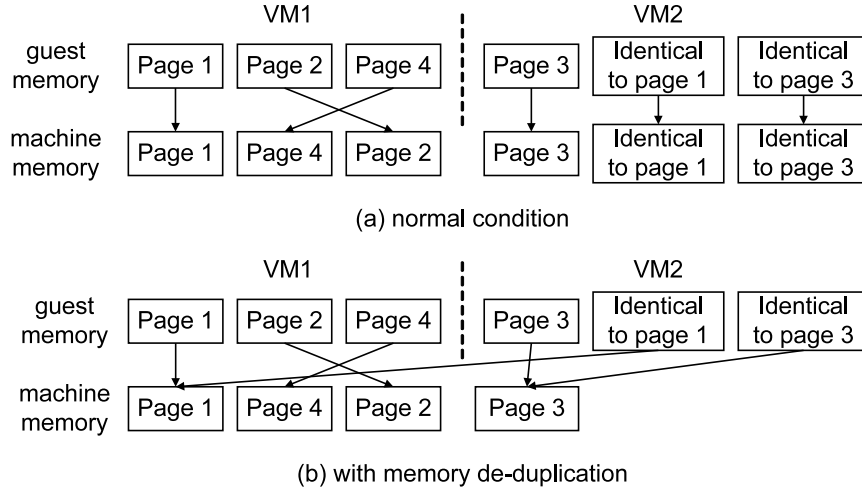 VM1 VM2
guest memory Page 1 Page 2 Page 4 Page 3 Identical to page 1 Identical to page 3
machine memory Page 1 Page 4 Page 2 Page 3 Identical to page 1 Identical to page 3
(a) normal condition
VM1 VM2
guest memory Page 1 Page 2 Page 4 Page 3 Identical to page 1 Identical to page 3
machine memory Page 1 Page 4 Page 2 Page 3
(b) with memory de-duplication